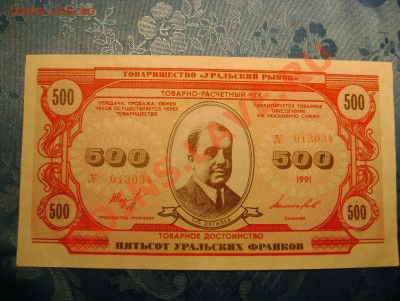 ТОВАРИЩЕСТВО «УРАЛЬСКИЙ РЫНОК»
ТОВАРНО-РАСЧЕТНЫЙ ЧЕК
500
500
ПЕРЕДАЧА, ПРОДАЖА, ОБМЕН
ЧЕКОВ ОСУЩЕСТВЛЯЕТСЯ ЧЕРЕЗ
ТОВАРИЩЕСТВО
ГАРАНТИРУЕТСЯ ТОВАРНОЕ
ОБЕСПЕЧЕНИЕ
НА УКАЗАННУЮ СУММУ
№ 013034
№ 013034
500
500
1991
500
500
ТОВАРНОЕ ДОСТОИНСТВО
ПЯТЬСОТ УРАЛЬСКИХ ФРАНКОВ